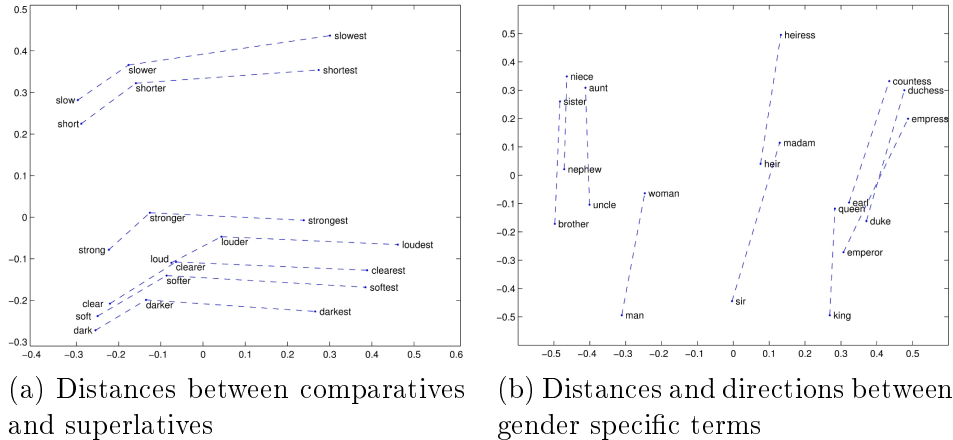 0.5
0.4
0.3
0.2
0.1
0
−0.1
−0.2
−0.3
−0.4 −0.3 −0.2 −0.1 0 0.1 0.2 0.3 0.4 0.5 0.6
slowest
slower
shortest
shorter
slow
short
stronger
strongest
strong
louder
loudest
loud
clearer
clearest
softer
softest
clear
darker
soft
darkest
dark
(a) Distances between comparatives
and superlatives
0.5
0.4
0.3
0.2
0.1
0
−0.1
−0.2
−0.3
−0.4
−0.5
−0.5 −0.4 −0.3 −0.2 −0.1 0 0.1 0.2 0.3 0.4 0.5
heiress
niece
countess
aunt
duchess
sister
empress
madam
heir
nephew
woman
earl
uncle
queen
duke
brother
emperor
sir
man
king
(b) Distances and directions between
gender specific terms